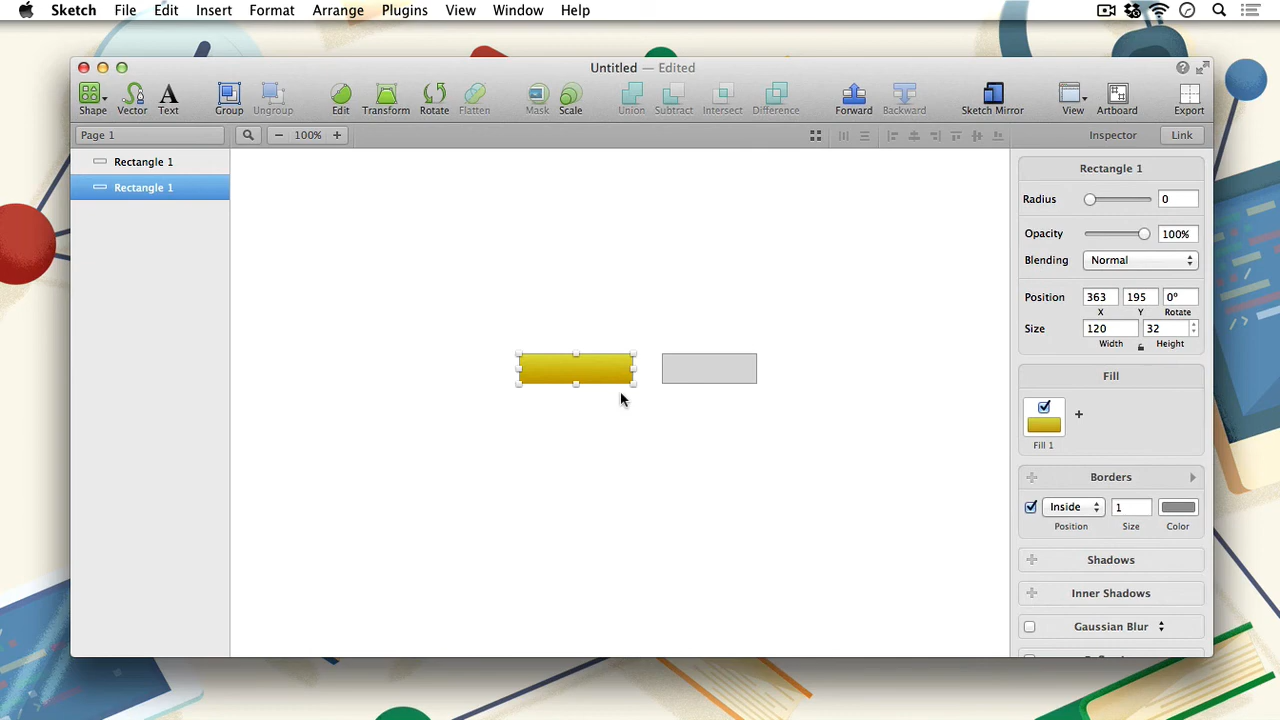 Sketch File Edit Insert Format Arrange Plugins View Window Help
Untitled — Edited
Shape Vector Text Group Ungroup Edit Transform Rotate Flatten Mask Scale Union Subtract Intersect Difference Forward Backward Sketch Mirror View Artboard Export
Page 1 100% Inspector Link
Rectangle 1
Rectangle 1
Rectangle 1
Radius 0
Opacity 100%
Blending Normal
Position 363 195 0°
X Y Rotate
Size 120 32
Width Height
Fill
Fill 1
Borders
Inside 1
Position Size Color
Shadows
Inner Shadows
Gaussian Blur